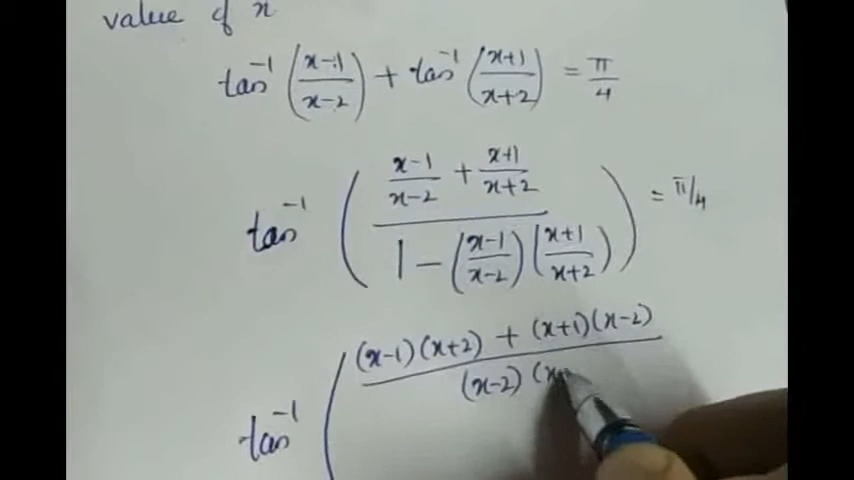 value of x
tan⁻¹ ((x-1)/(x-2)) + tan⁻¹ ((x+1)/(x+2)) = π/4
tan⁻¹ (((x-1)/(x-2) + (x+1)/(x+2)) / (1 - ((x-1)/(x-2)) ((x+1)/(x+2)))) = π/4
tan⁻¹ ( ((x-1)(x+2) + (x+1)(x-2)) / (x-2)(x